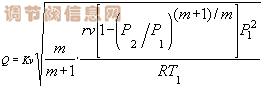 调节阀信息网
Q = Kv√(m/(m+1) · rv[1-(P2/P1)^((m+1)/m)]P1²/RT1)